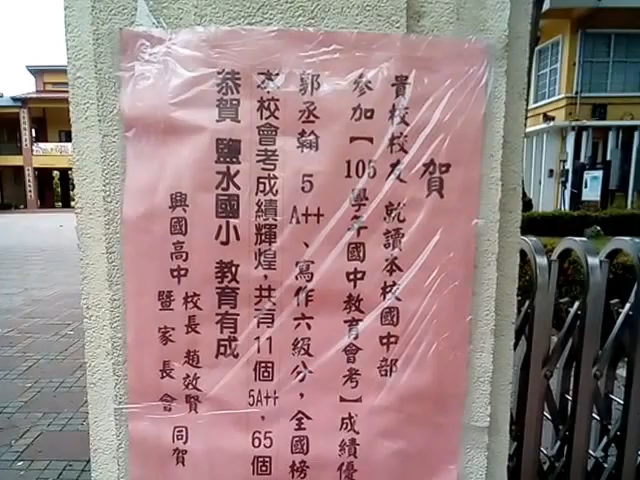 賀
貴校校友 就讀本校國中部
參加【105學年國中教育會考】成績優
郭丞翰 5A++、寫作六級分，全國榜
本校會考成績輝煌，共有11個5A++，65個
恭賀 鹽水國小 教育有成
興國高中 校長 趙效賢 同賀
暨家長會